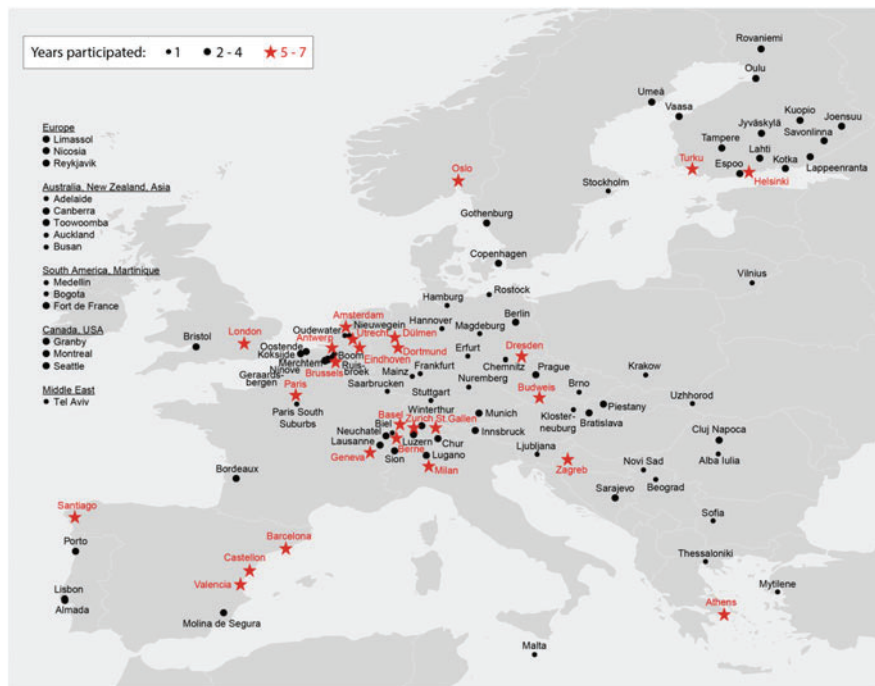 Years participated: 1 2 - 4 5 - 7
Rovaniemi
Oulu
Umeå
Vaasa
Kuopio
Joensuu
Jyväskylä
Savonlinna
Tampere
Lahti
Turku
Espoo
Kotka
Lappeenranta
Helsinki
Oslo
Stockholm
Gothenburg
Copenhagen
Europe
Limassol
Nicosia
Reykjavik
Australia, New Zealand, Asia
Adelaide
Canberra
Toowoomba
Auckland
Busan
South America, Martinique
Medellin
Bogota
Fort de France
Canada, USA
Granby
Montreal
Seattle
Middle East
Tel Aviv
Vilnius
Rostock
Hamburg
Berlin
Amsterdam
Hannover
Nieuwegein
Oudewater
Magdeburg
Bristol
London
Antwerp
Utrecht
Dülmen
Oostende
Koksijde
Merchtem
Boom
Eindhoven
Dortmund
Erfurt
Dresden
Ninove
Ruis-
broek
Geraards-
bergen
Brussels
Mainz
Frankfurt
Chemnitz
Prague
Krakow
Paris
Saarbrucken
Nuremberg
Budweis
Brno
Uzhorod
Paris South
Suburbs
Stuttgart
Winterthur
Munich
Kloster-
neuburg
Piestany
Bratislava
Basel
Zurich
St Gallen
Biel
Neuchatel
Lausanne
Luzern
Chur
Innsbruck
Cluj Napoca
Geneva
Berne
Sion
Lugano
Milan
Ljubljana
Zagreb
Alba Iulia
Novi Sad
Beograd
Sarajevo
Bordeaux
Sofia
Santiago
Porto
Barcelona
Castellon
Valencia
Thessaloniki
Lisbon
Almada
Molina de Segura
Mytilene
Athens
Malta